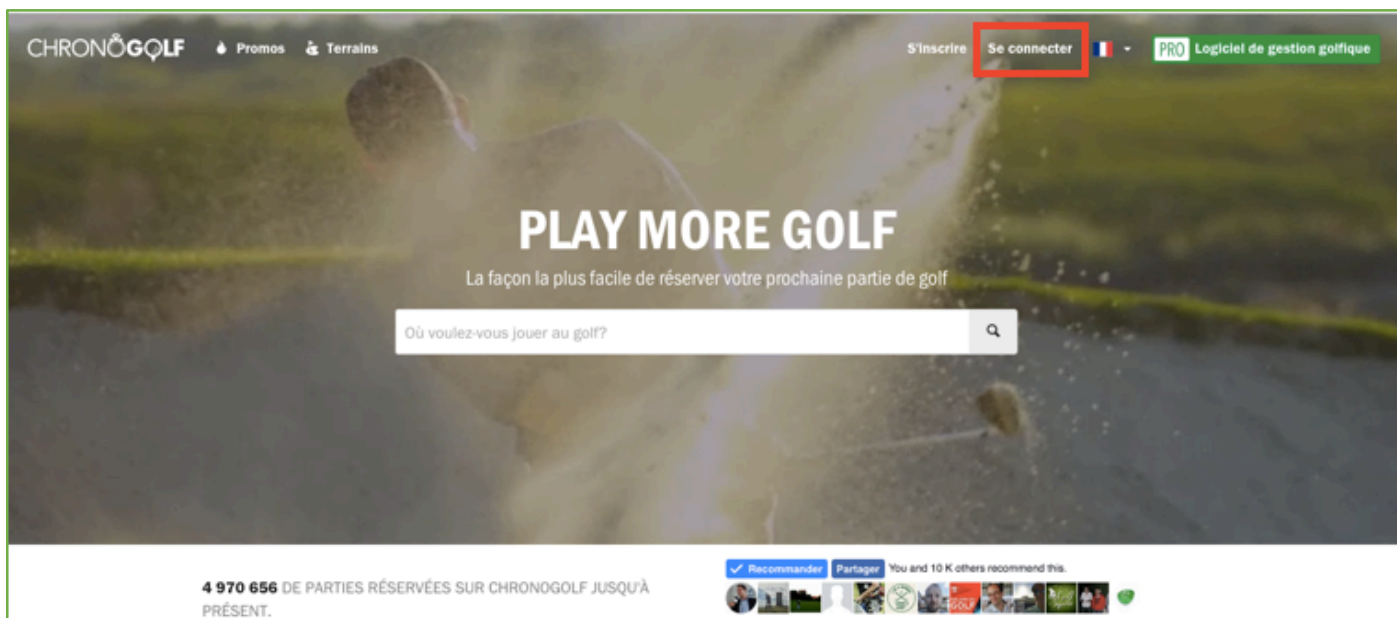 CHRONOGOLF Promos Terrains S'inscrire Se connecter PRO Logiciel de gestion golfique
PLAY MORE GOLF
La façon la plus facile de réserver votre prochaine partie de golf
Où voulez-vous jouer au golf?
4 970 656 DE PARTIES RÉSERVÉES SUR CHRONOGOLF JUSQU'À
PRÉSENT.
Recommander Partager You and 10 K others recommend this.